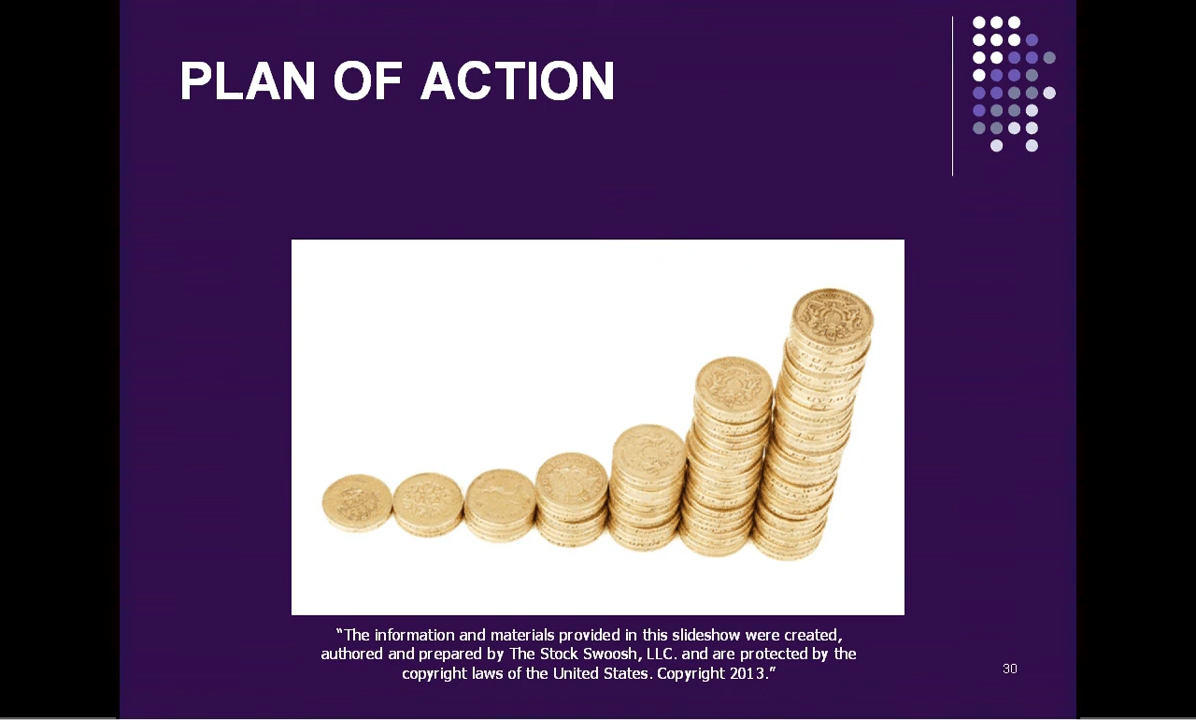 PLAN OF ACTION
“The information and materials provided in this slideshow were created,
authored and prepared by The Stock Swoosh, LLC. and are protected by the
copyright laws of the United States. Copyright 2013.”
30